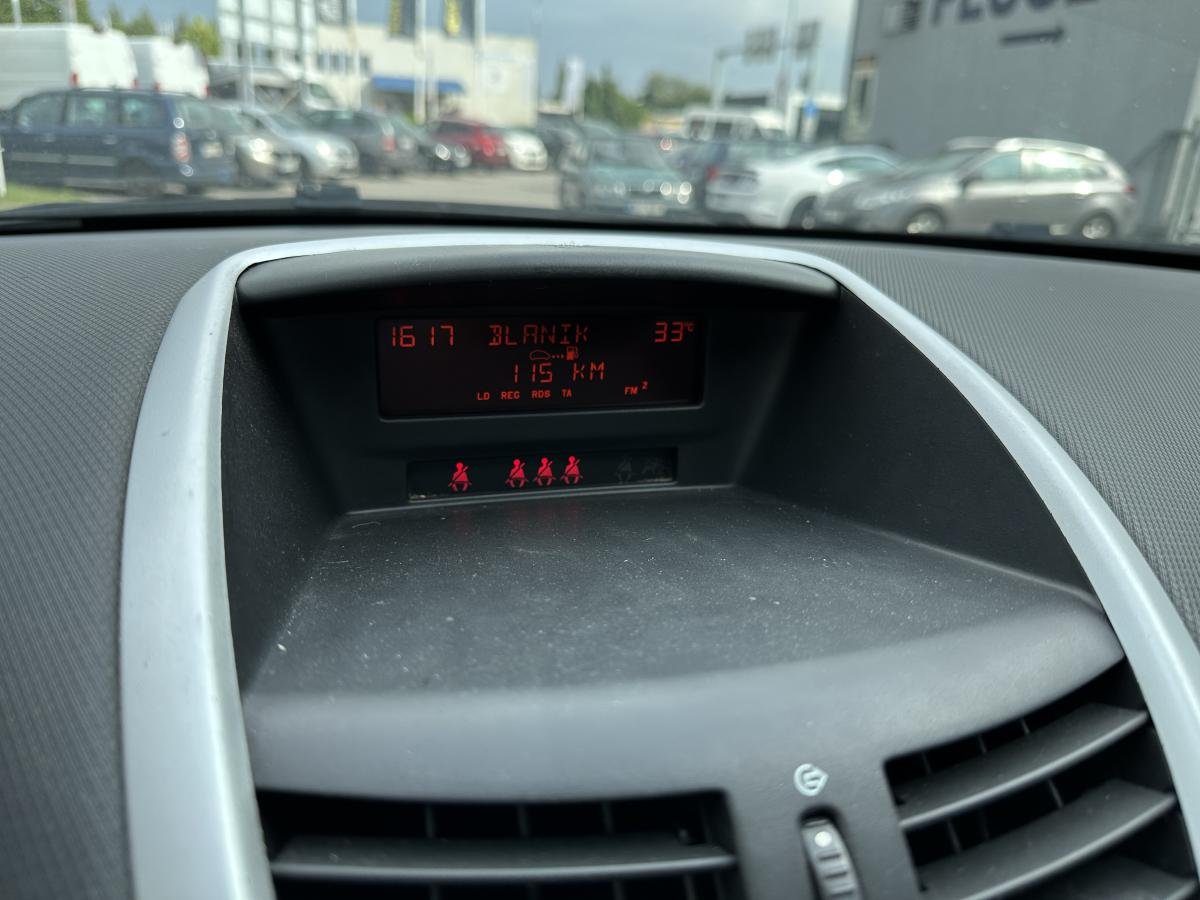 16 17 BLANIK 33°C
115 KM
LD REG RDS TA FM 2